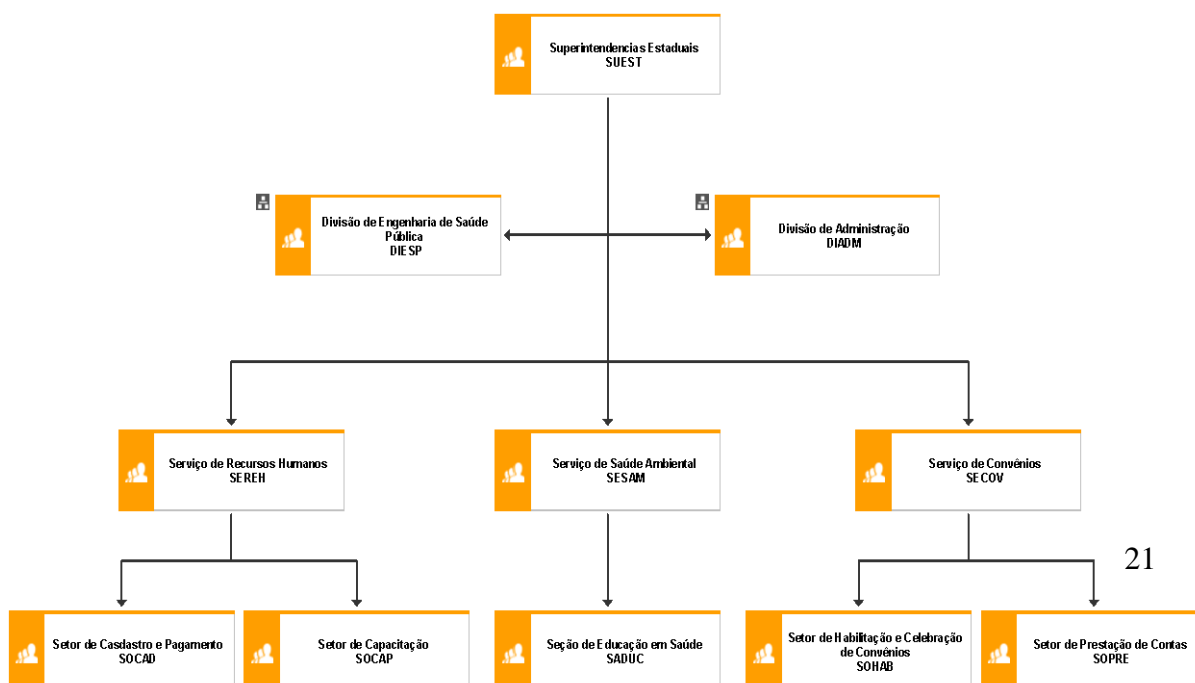 Superintendencias Estaduais
SUEST
Divisão de Engenharia de Saúde
Pública
DIESP
Divisão de Administração
DIADM
Serviço de Recursos Humanos
SEREH
Serviço de Saúde Ambiental
SESAM
Serviço de Convênios
SECOV
21
Setor de Casdastro e Pagamento
SOCAD
Setor de Capacitação
SOCAP
Seção de Educação em Saúde
SADUC
Setor de Habilitação e Celebração
de Convênios
SOHAB
Setor de Prestação de Contas
SOPRE